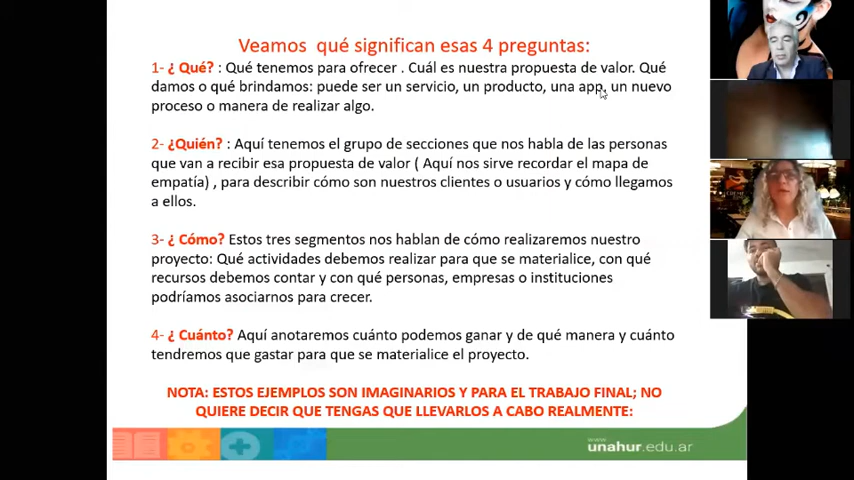 Veamos qué significan esas 4 preguntas:
1- ¿ Qué? : Qué tenemos para ofrecer . Cuál es nuestra propuesta de valor. Qué
damos o qué brindamos: puede ser un servicio, un producto, una app, un nuevo
proceso o manera de realizar algo.
2- ¿Quién? : Aquí tenemos el grupo de secciones que nos habla de las personas
que van a recibir esa propuesta de valor ( Aquí nos sirve recordar el mapa de
empatía) , para describir cómo son nuestros clientes o usuarios y cómo llegamos
a ellos.
3- ¿ Cómo? Estos tres segmentos nos hablan de cómo realizaremos nuestro
proyecto: Qué actividades debemos realizar para que se materialice, con qué
recursos debemos contar y con qué personas, empresas o instituciones
podríamos asociarnos para crecer.
4- ¿ Cuánto? Aquí anotaremos cuánto podemos ganar y de qué manera y cuánto
tendremos que gastar para que se materialice el proyecto.
NOTA: ESTOS EJEMPLOS SON IMAGINARIOS Y PARA EL TRABAJO FINAL; NO
QUIERE DECIR QUE TENGAS QUE LLEVARLOS A CABO REALMENTE:
www.
unahur.edu.ar